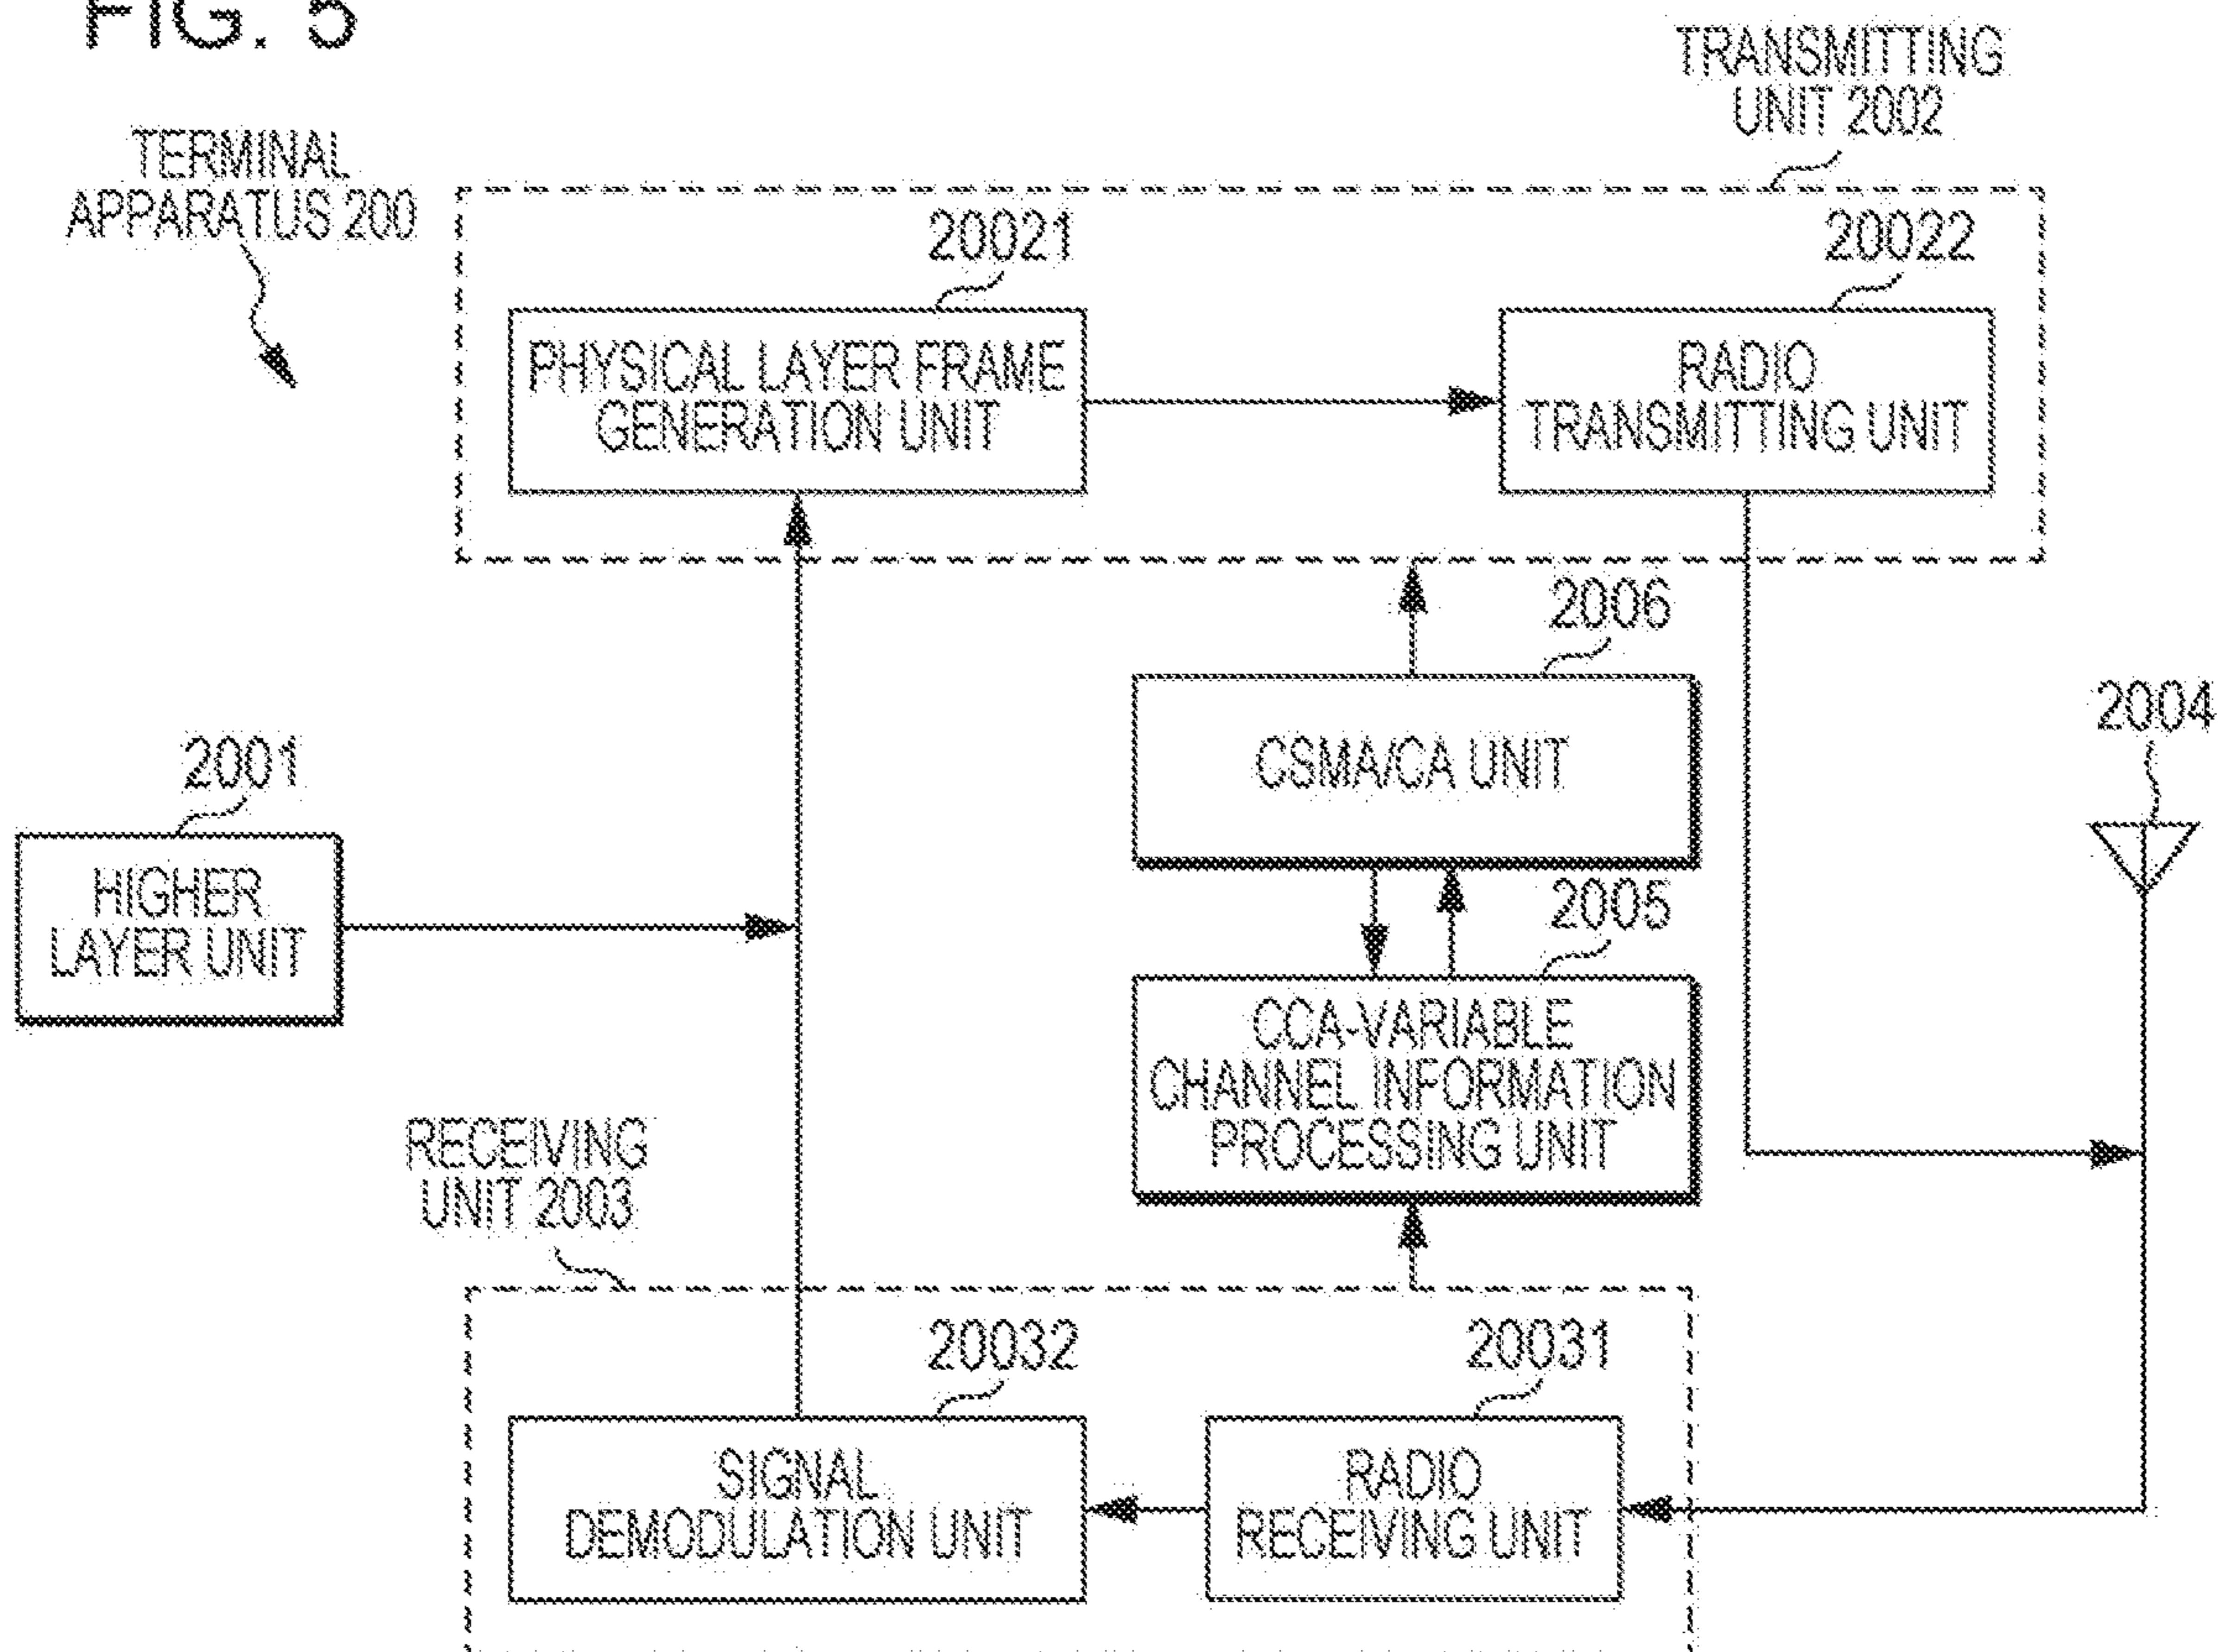 FIG. 5
TRANSMITTING
UNIT 2002
TERMINAL
APPARATUS 200
20021
20022
PHYSICAL LAYER FRAME
GENERATION UNIT
RADIO
TRANSMITTING UNIT
2006
CSMA/CA UNIT
2004
2001
HIGHER
LAYER UNIT
2005
CCA-VARIABLE
CHANNEL INFORMATION
PROCESSING UNIT
RECEIVING
UNIT 2003
20032
20031
SIGNAL
DEMODULATION UNIT
RADIO
RECEIVING UNIT